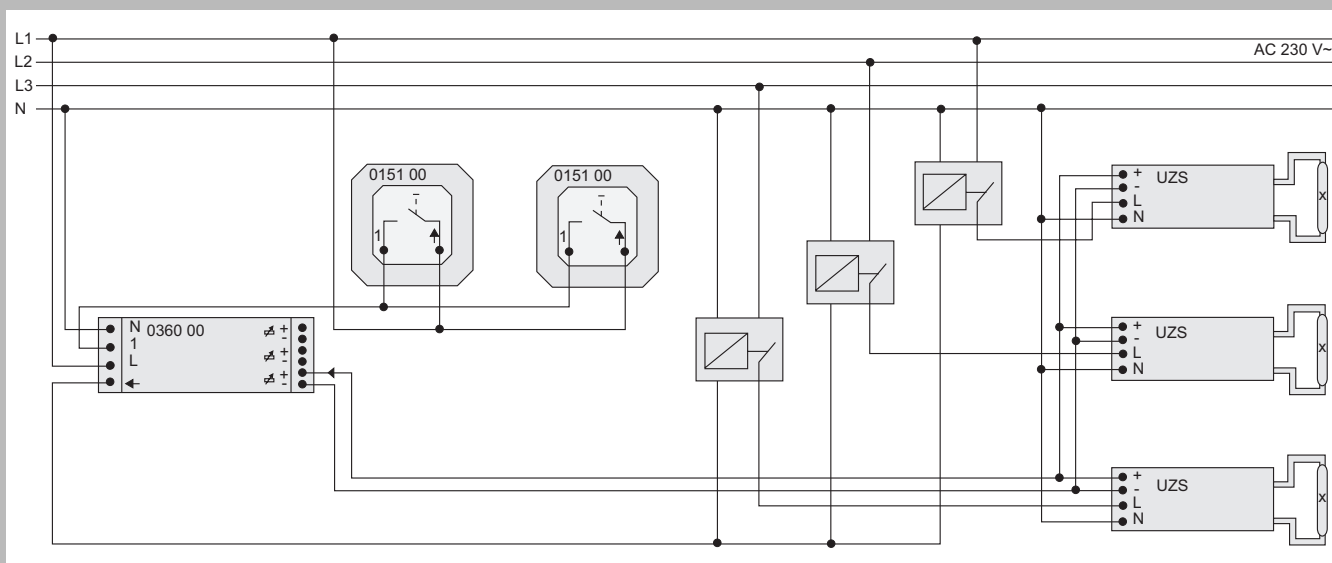 L1
AC 230 V~
L2
L3
N
0151 00
1
0151 00
1
+ UZS
-
L
N
x
N 0360 00
1
L
+
-
+
-
+
-
+ UZS
-
L
N
x
+ UZS
-
L
N
x